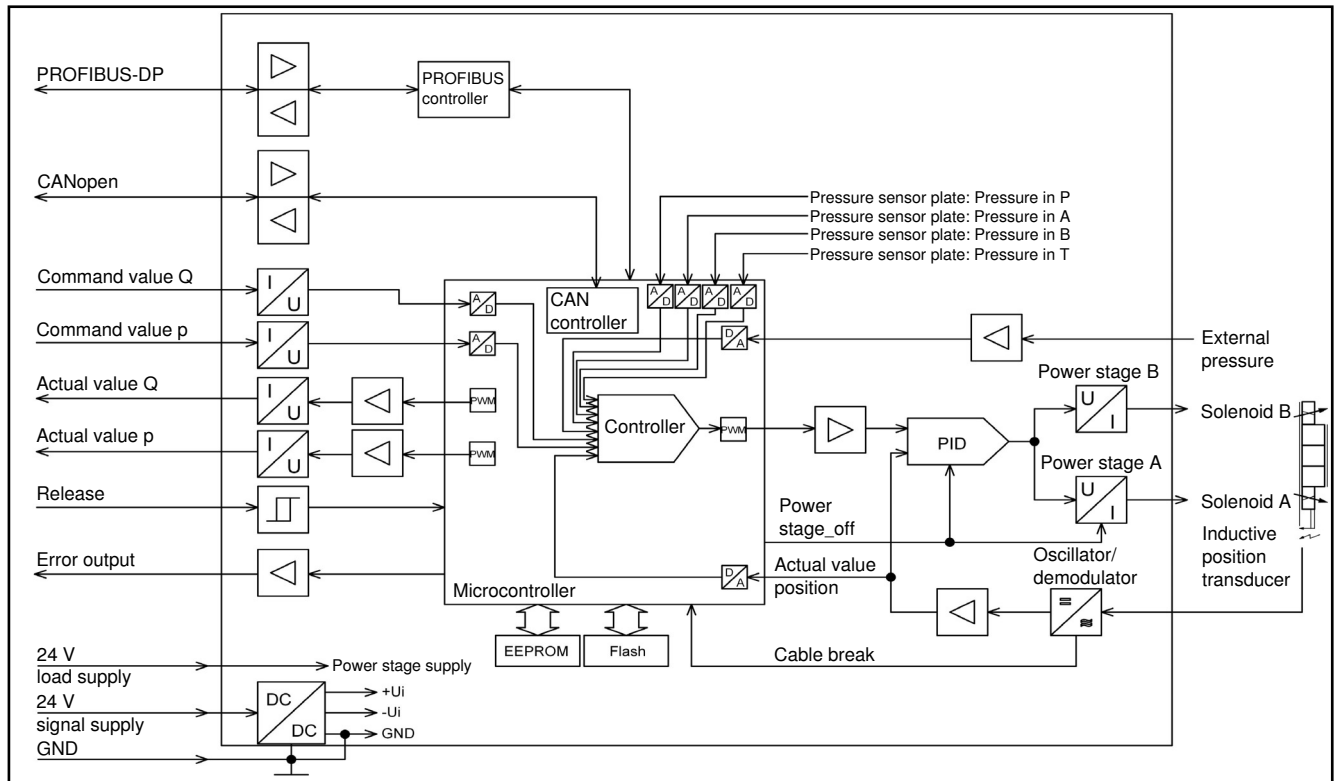 PROFIBUS-DP
PROFIBUS
controller
CANopen
Pressure sensor plate: Pressure in P
Pressure sensor plate: Pressure in A
Pressure sensor plate: Pressure in B
Pressure sensor plate: Pressure in T
Command value Q
I
U
A
D
CAN
controller
A
D
A
D
A
D
A
D
Command value p
I
U
A
D
D
A
External
pressure
Actual value Q
I
U
PWM
Controller
PWM
PID
Power stage B
U
I
Solenoid B
Actual value p
I
U
PWM
Power stage A
U
I
Solenoid A
Release
Power
stage_off
Inductive
position
transducer
Error output
Microcontroller
D
A
Actual value
position
Oscillator/
demodulator
=
≈
EEPROM
Flash
Cable break
24 V
load supply
Power stage supply
24 V
signal supply
DC
DC
+Ui
-Ui
GND
GND